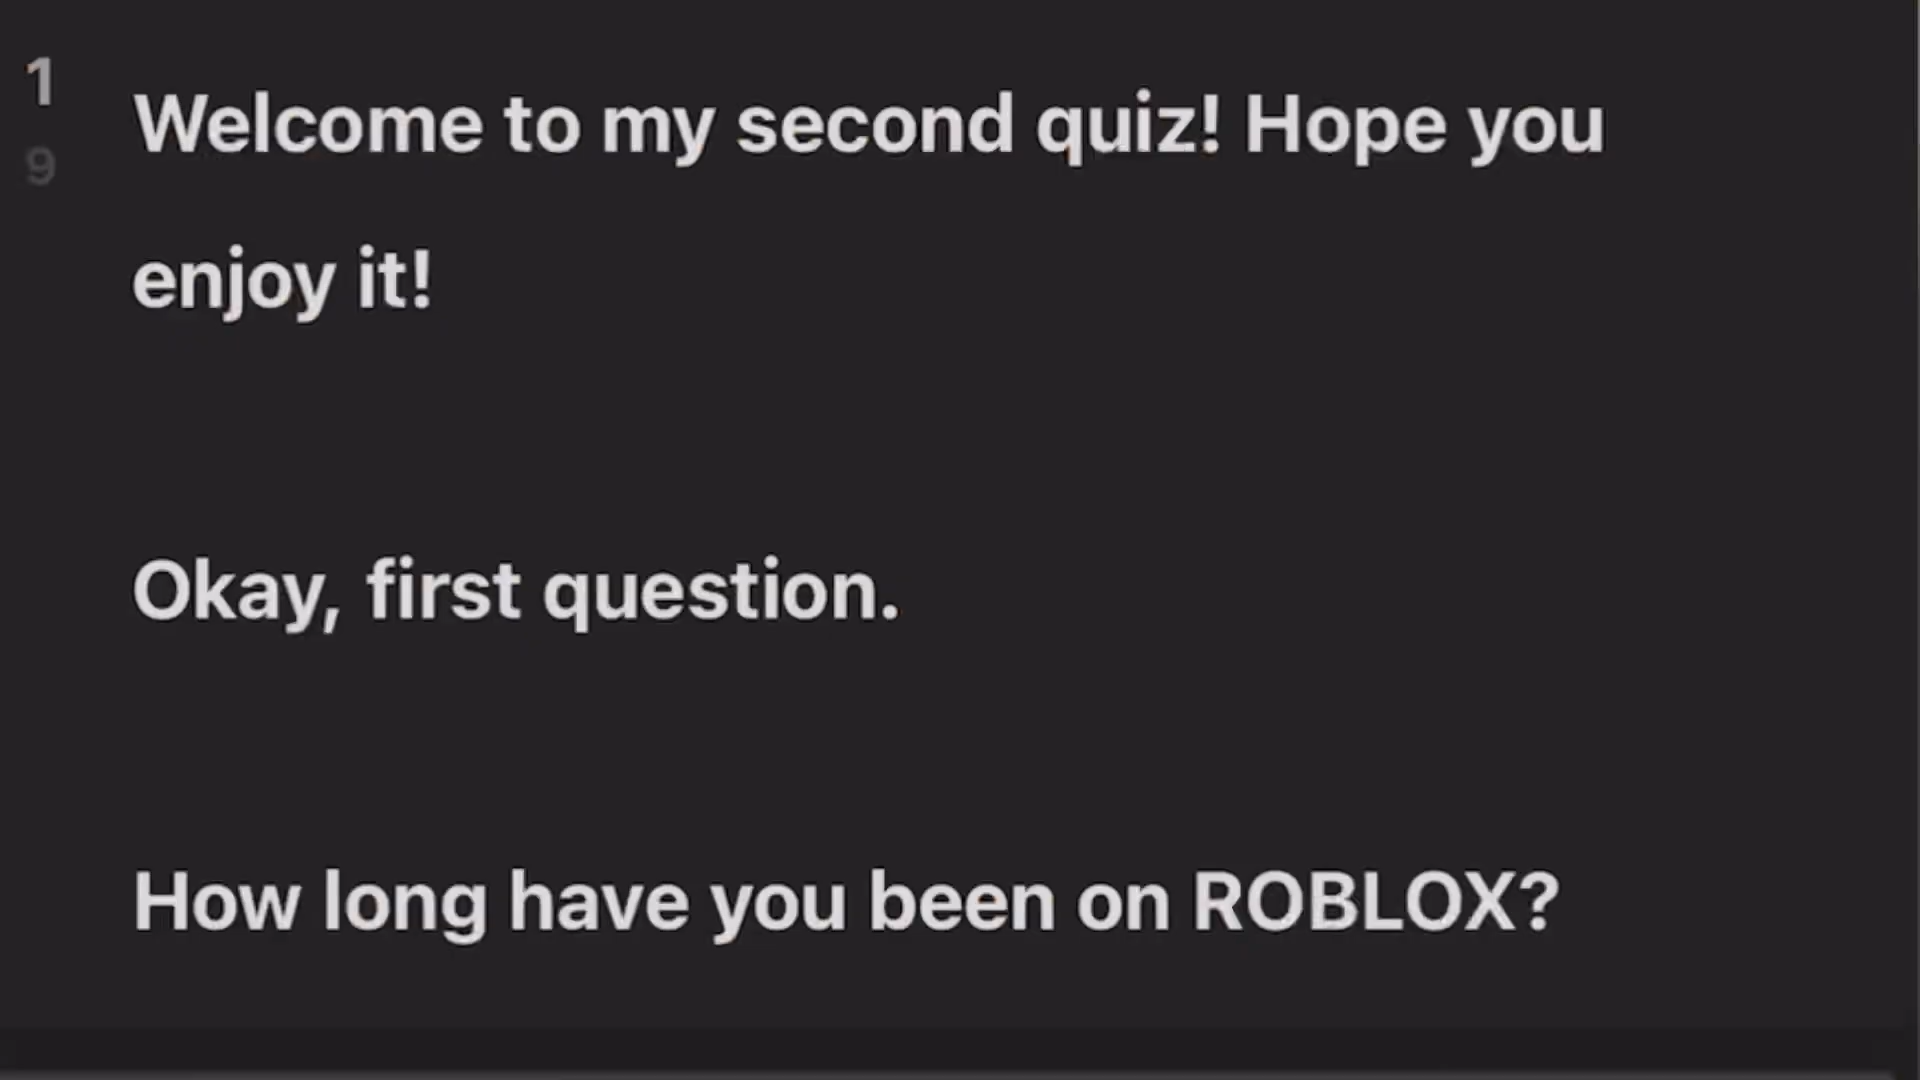 1
9
Welcome to my second quiz! Hope you
enjoy it!
Okay, first question.
How long have you been on ROBLOX?